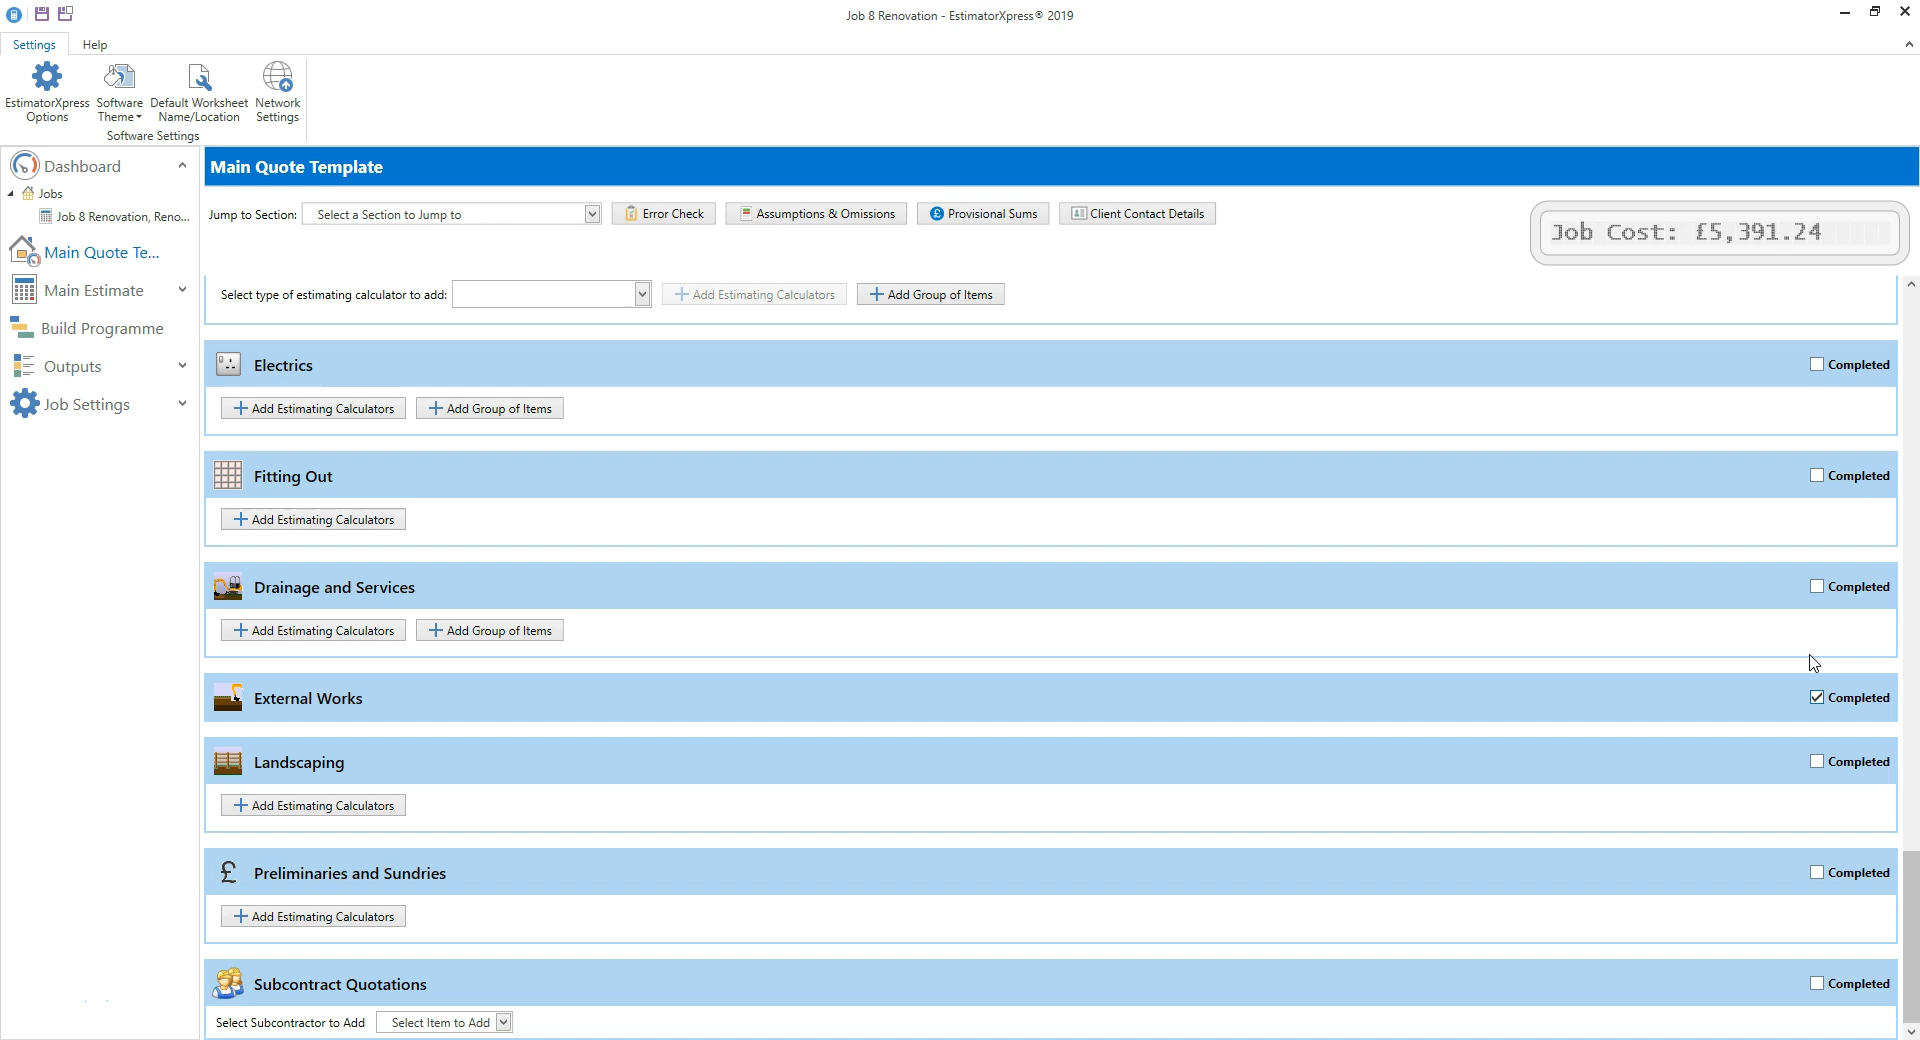 Job 8 Renovation - EstimatorXpress® 2019
Settings Help
EstimatorXpress Options
Software Theme
Default Worksheet Name/Location
Network Settings
Software Settings
Dashboard
Jobs
Job 8 Renovation, Reno...
Main Quote Te...
Main Estimate
Build Programme
Outputs
Job Settings
Main Quote Template
Jump to Section: Select a Section to Jump to Error Check Assumptions & Omissions Provisional Sums Client Contact Details
Job Cost: £5,391.24
Select type of estimating calculator to add: Add Estimating Calculators Add Group of Items
Electrics Completed
Add Estimating Calculators Add Group of Items
Fitting Out Completed
Add Estimating Calculators
Drainage and Services Completed
Add Estimating Calculators Add Group of Items
External Works Completed
Landscaping Completed
Add Estimating Calculators
£ Preliminaries and Sundries Completed
Add Estimating Calculators
Subcontract Quotations Completed
Select Subcontractor to Add Select Item to Add